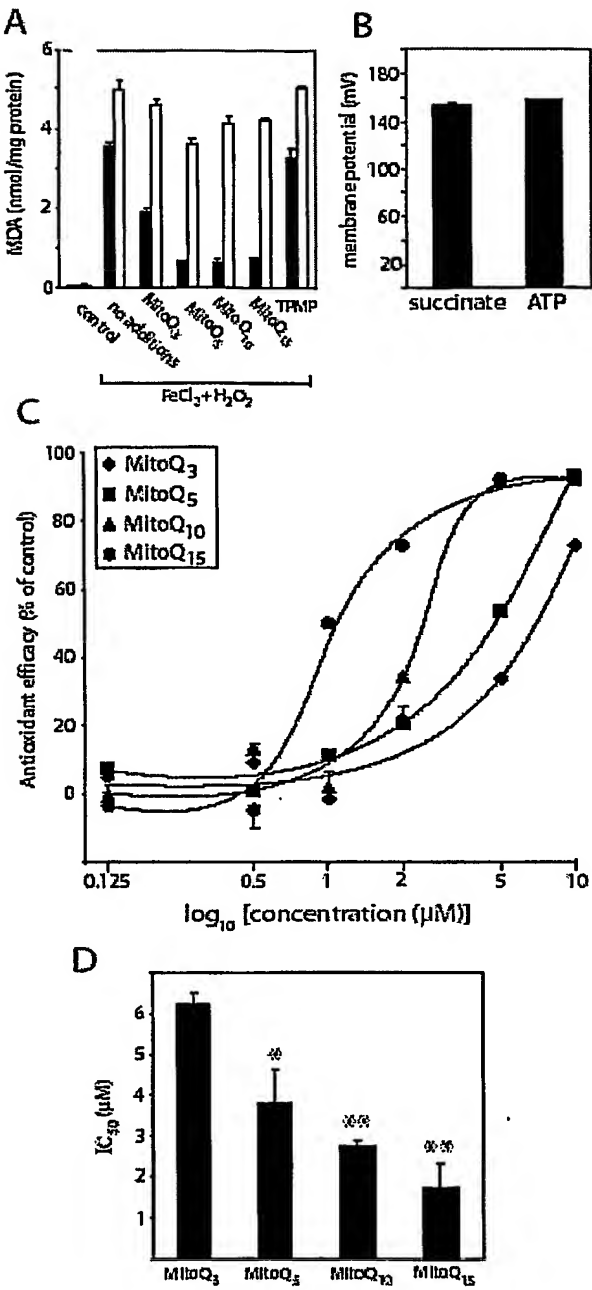 A
MDA (nmol/mg protein)
6
4
2
0
control
no additions
MitoQ3
MitoQ5
MitoQ10
MitoQ15
TPMP
FeCl2+H2O2
B
membrane potential (mV)
180
140
100
60
20
succinate
ATP
C
Antioxidant efficacy (% of control)
100
80
60
40
20
0
MitoQ3
MitoQ5
MitoQ10
MitoQ15
0.125
0.5
1
2
5
10
log10 [concentration (μM)]
D
IC50 (μM)
6
5
4
3
2
1
*
**
**
MitoQ3
MitoQ5
MitoQ10
MitoQ15